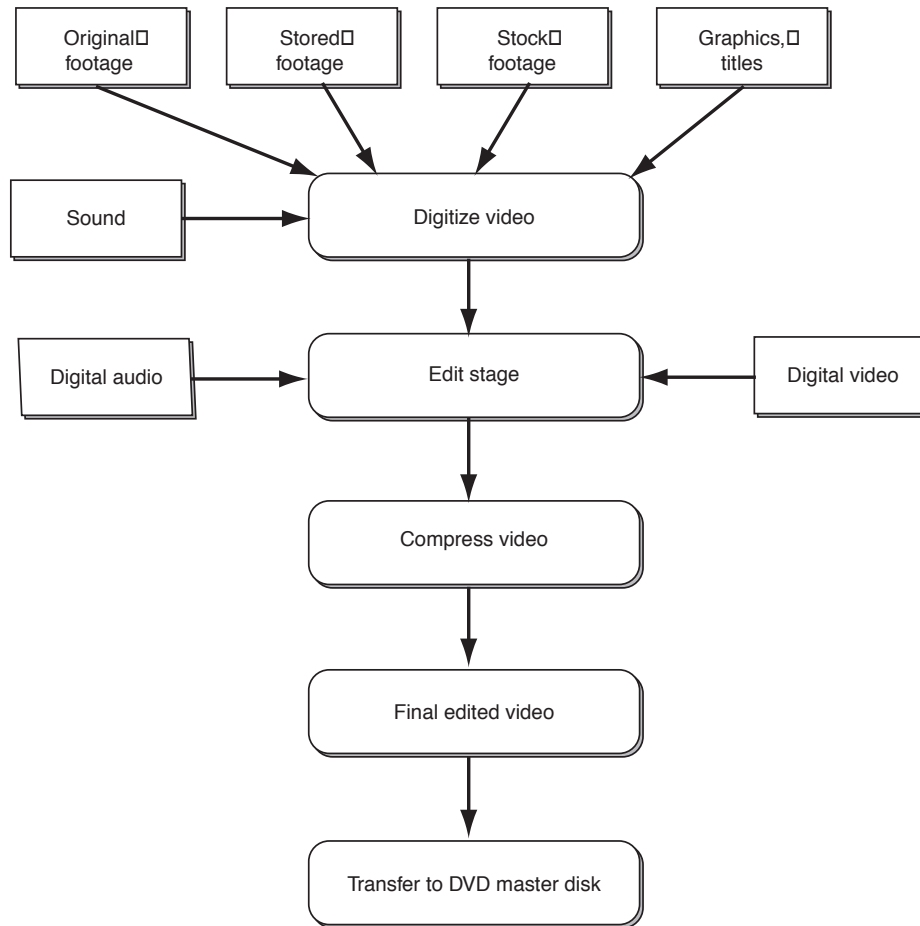 Original□
footage
Stored□
footage
Stock□
footage
Graphics,□
titles
Sound
Digitize video
Digital audio
Edit stage
Digital video
Compress video
Final edited video
Transfer to DVD master disk